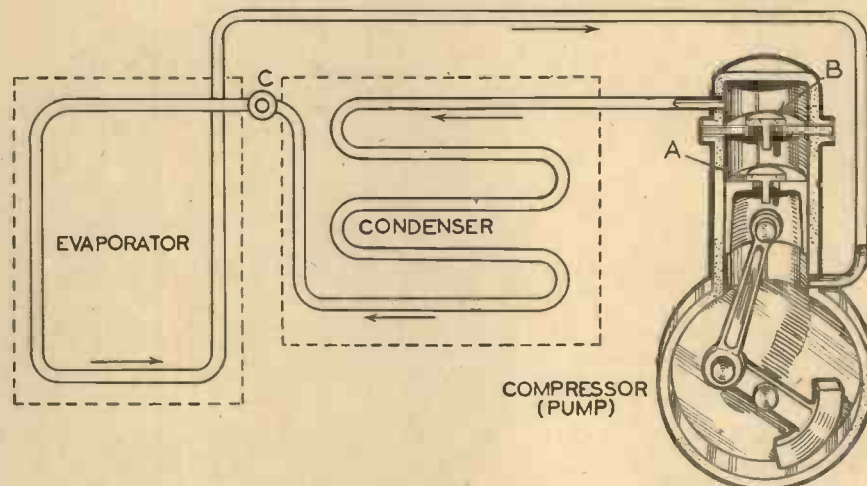 C
B
A
EVAPORATOR
CONDENSER
COMPRESSOR
(PUMP)